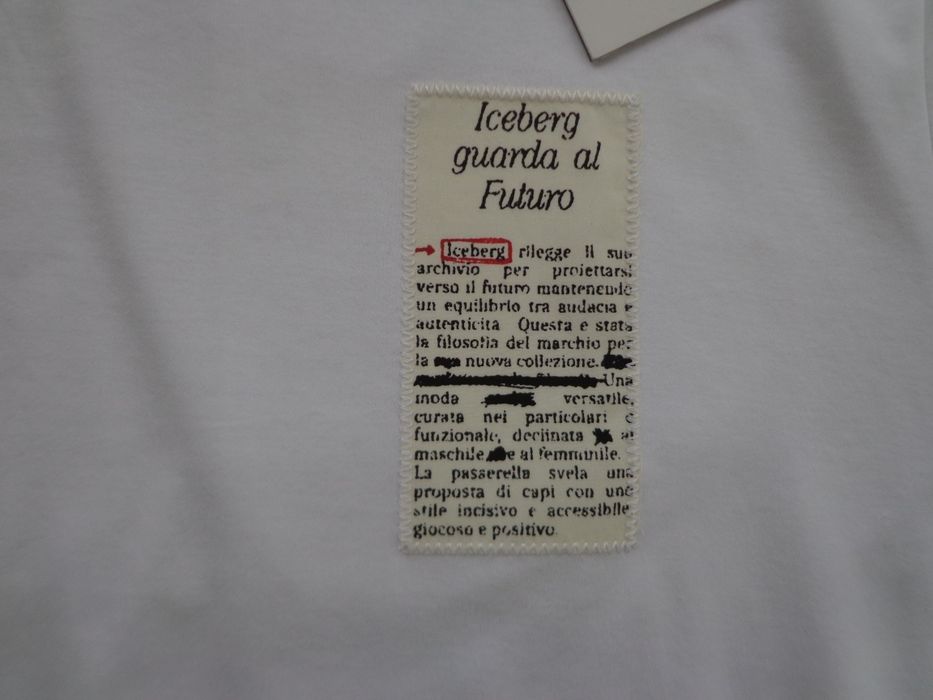 Iceberg
guarda al
Futuro
→ Iceberg rilegge il suo
archivio per proiettarsi
verso il futuro mantenendo
un equilibrio tra audacia e
autenticita Questa e stata
la filosofia del marchio per
la nuova collezione.
Una
moda versatile,
curata nei particolari e
funzionale, declinata al
maschile e al femminile.
La passerella svela una
proposta di capi con uno
stile incisivo e accessibile
giocoso e positivo